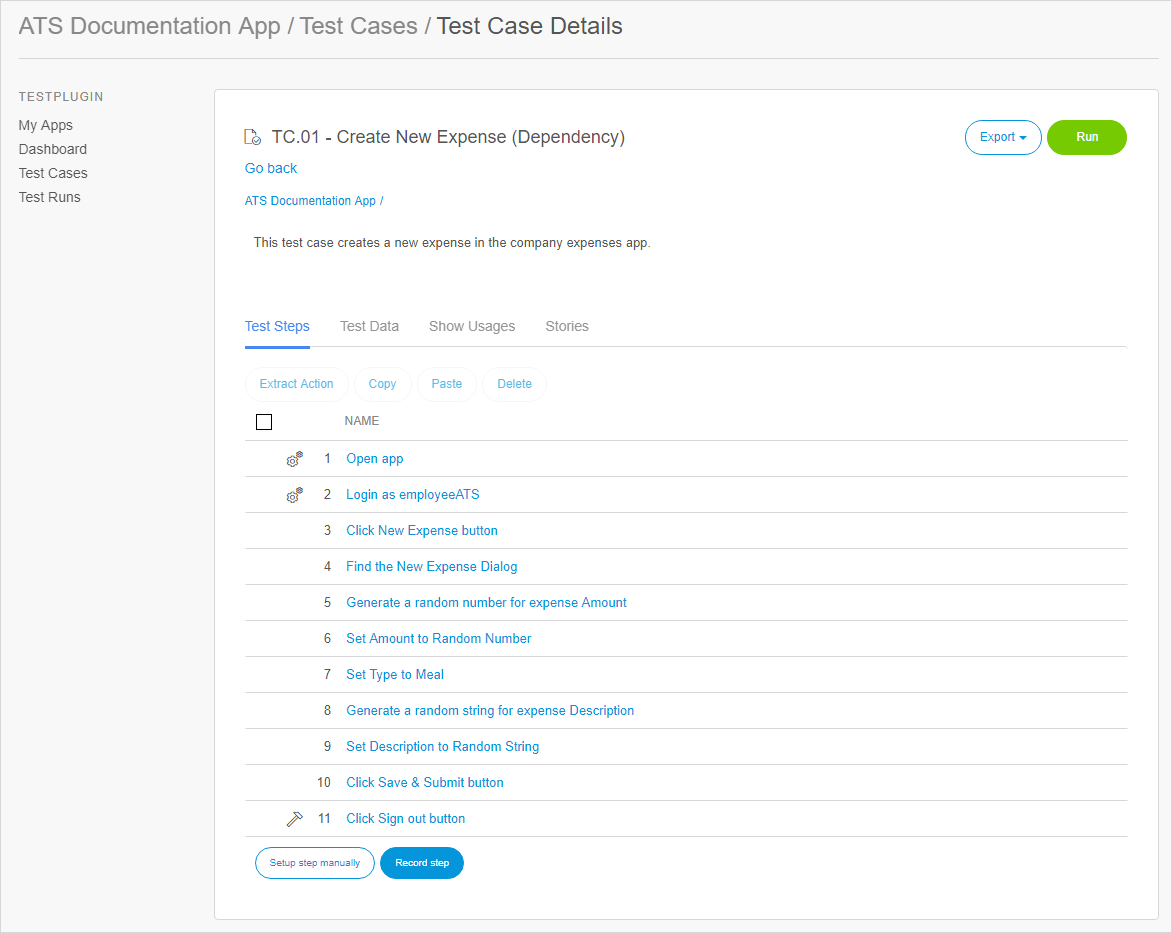 ATS Documentation App / Test Cases / Test Case Details
TESTPLUGIN
My Apps
Dashboard
Test Cases
Test Runs
TC.01 - Create New Expense (Dependency)
Export
Run
Go back
ATS Documentation App /
This test case creates a new expense in the company expenses app.
Test Steps Test Data Show Usages Stories
Extract Action Copy Paste Delete
NAME
1 Open app
2 Login as employeeATS
3 Click New Expense button
4 Find the New Expense Dialog
5 Generate a random number for expense Amount
6 Set Amount to Random Number
7 Set Type to Meal
8 Generate a random string for expense Description
9 Set Description to Random String
10 Click Save & Submit button
11 Click Sign out button
Setup step manually Record step